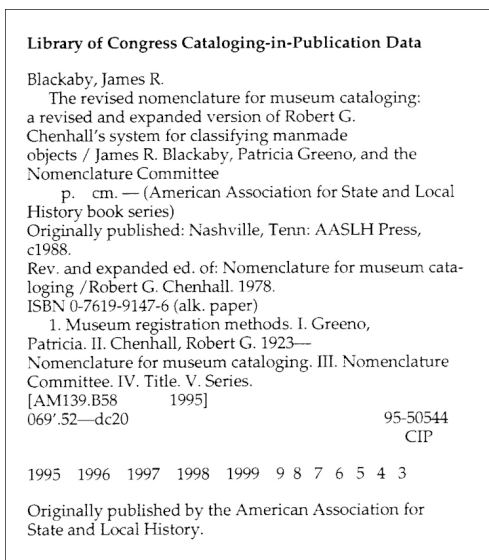 Library of Congress Cataloging-in-Publication Data
Blackaby, James R.
The revised nomenclature for museum cataloging:
a revised and expanded version of Robert G.
Chenhall's system for classifying manmade
objects / James R. Blackaby, Patricia Greeno, and the
Nomenclature Committee
p. cm. — (American Association for State and Local
History book series)
Originally published: Nashville, Tenn: AASLH Press,
c1988.
Rev. and expanded ed. of: Nomenclature for museum cata-
loging /Robert G. Chenhall. 1978.
ISBN 0-7619-9147-6 (alk. paper)
1. Museum registration methods. I. Greeno,
Patricia. II. Chenhall, Robert G. 1923—
Nomenclature for museum cataloging. III. Nomenclature
Committee. IV. Title. V. Series.
[AM139.B58 1995]
069'.52—dc20 95-50544
CIP
1995 1996 1997 1998 1999 9 8 7 6 5 4 3
Originally published by the American Association for
State and Local History.